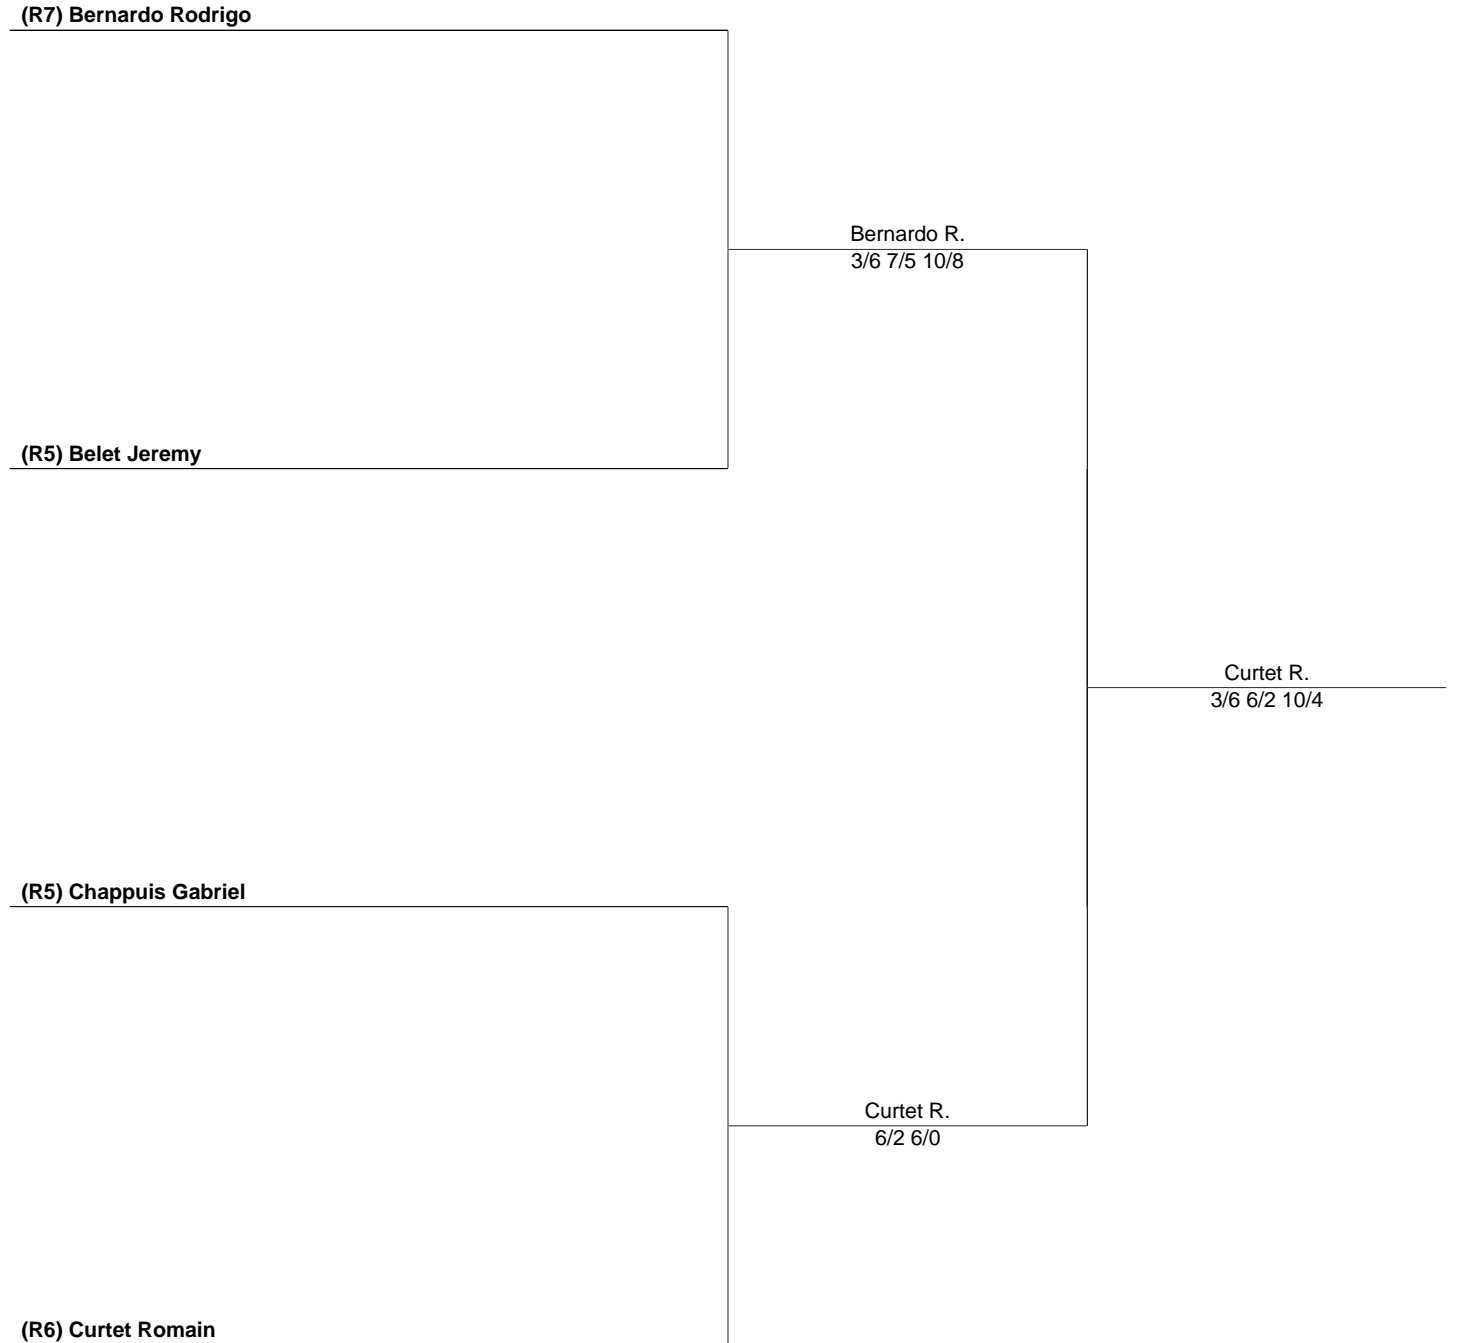 (R7) Bernardo Rodrigo
Bernardo R.
3/6 7/5 10/8
(R5) Belet Jeremy
Curtet R.
3/6 6/2 10/4
(R5) Chappuis Gabriel
Curtet R.
6/2 6/0
(R6) Curtet Romain